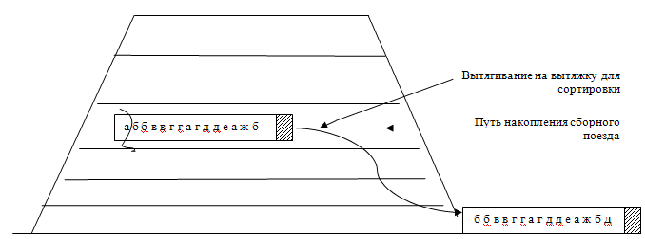 Вытягивание на вытяжку для
сортировки
а б б в в г г а г д д е а ж б
Путь накопления сборного
поезда
б б в в г г а г д д е а ж б д